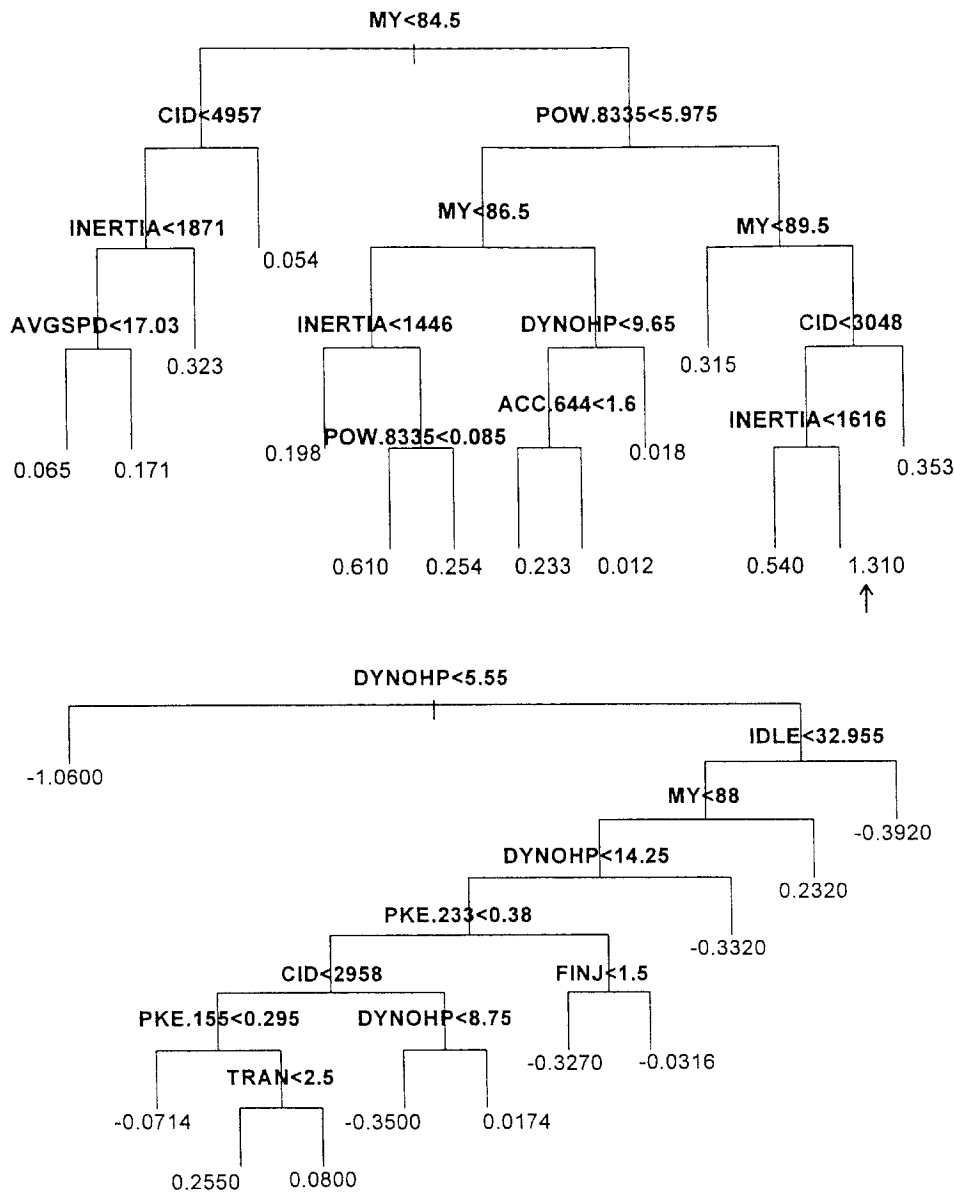 MY<84.5
CID<4957 POW.8335<5.975
INERTIA<1871 MY<86.5 MY<89.5
0.054
AVGSPD<17.03 INERTIA<1446 DYNOHP<9.65 CID<3048
0.323 0.315
ACC.644<1.6 INERTIA<1616
0.065 0.171 0.198 POW.8335<0.085 0.018 0.353
0.610 0.254 0.233 0.012 0.540 1.310
DYNOHP<5.55
IDLE<32.955
-1.0600
MY<88
-0.3920
DYNOHP<14.25
0.2320
PKE.233<0.38
-0.3320
CID<2958 FINJ<1.5
PKE.155<0.295 DYNOHP<8.75
-0.3270 -0.0316
TRAN<2.5
-0.0714 -0.3500 0.0174
0.2550 0.0800